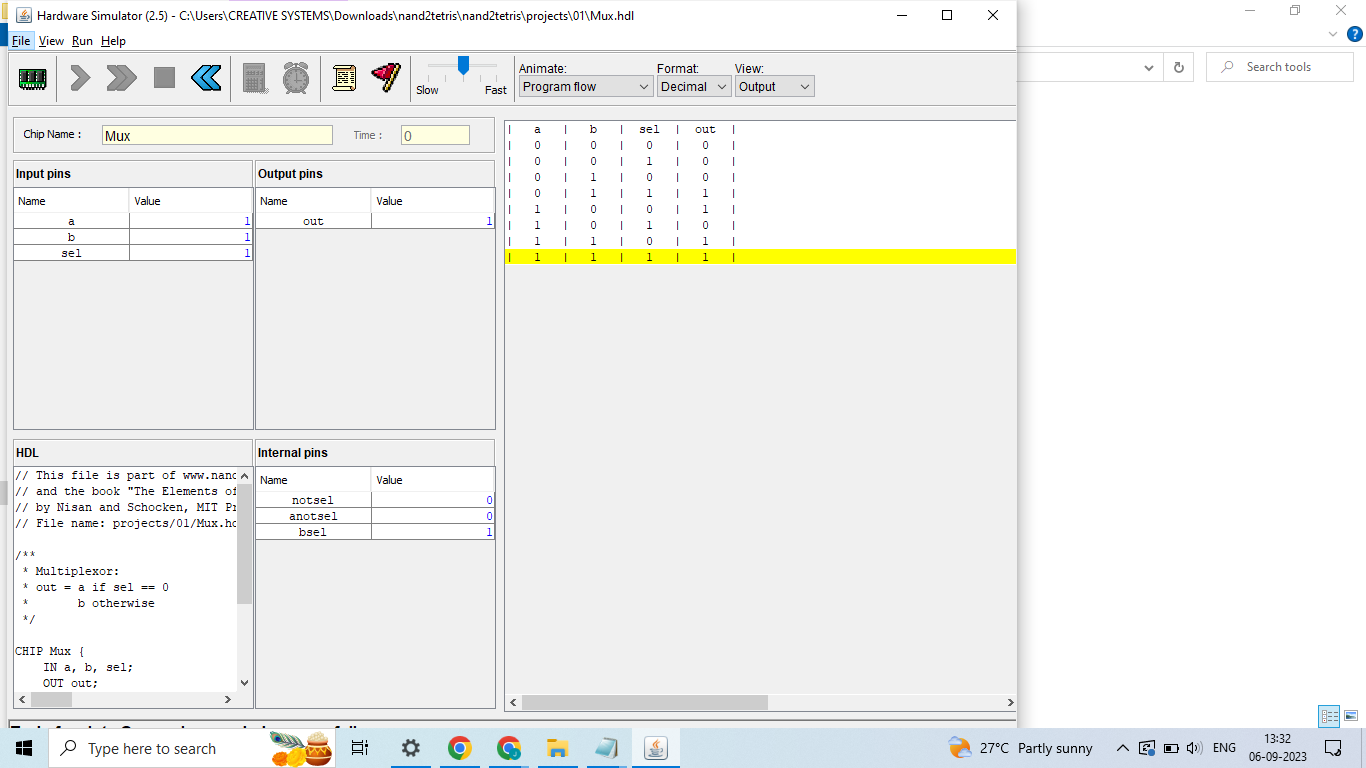 Hardware Simulator (2.5) - C:\Users\CREATIVE SYSTEMS\Downloads\nand2tetris\nand2tetris\projects\01\Mux.hdl
File View Run Help
Slow Fast
Animate: Format: View:
Program flow Decimal Output
Search tools
Chip Name : Mux Time : 0
Input pins
Name Value
a 1
b 1
sel 1
Output pins
Name Value
out 1
| a | b | sel | out |
| 0 | 0 | 0 | 0 |
| 0 | 0 | 1 | 0 |
| 0 | 1 | 0 | 0 |
| 0 | 1 | 1 | 1 |
| 1 | 0 | 0 | 1 |
| 1 | 0 | 1 | 0 |
| 1 | 1 | 0 | 1 |
| 1 | 1 | 1 | 1 |
HDL
// This file is part of www.nand
// and the book "The Elements of
// by Nisan and Schocken, MIT Pr
// File name: projects/01/Mux.hd
/**
* Multiplexor:
* out = a if sel == 0
* b otherwise
*/
CHIP Mux {
IN a, b, sel;
OUT out;
Internal pins
Name Value
notsel 0
anotsel 0
bsel 1
Type here to search
27°C Partly sunny
ENG
13:32
06-09-2023